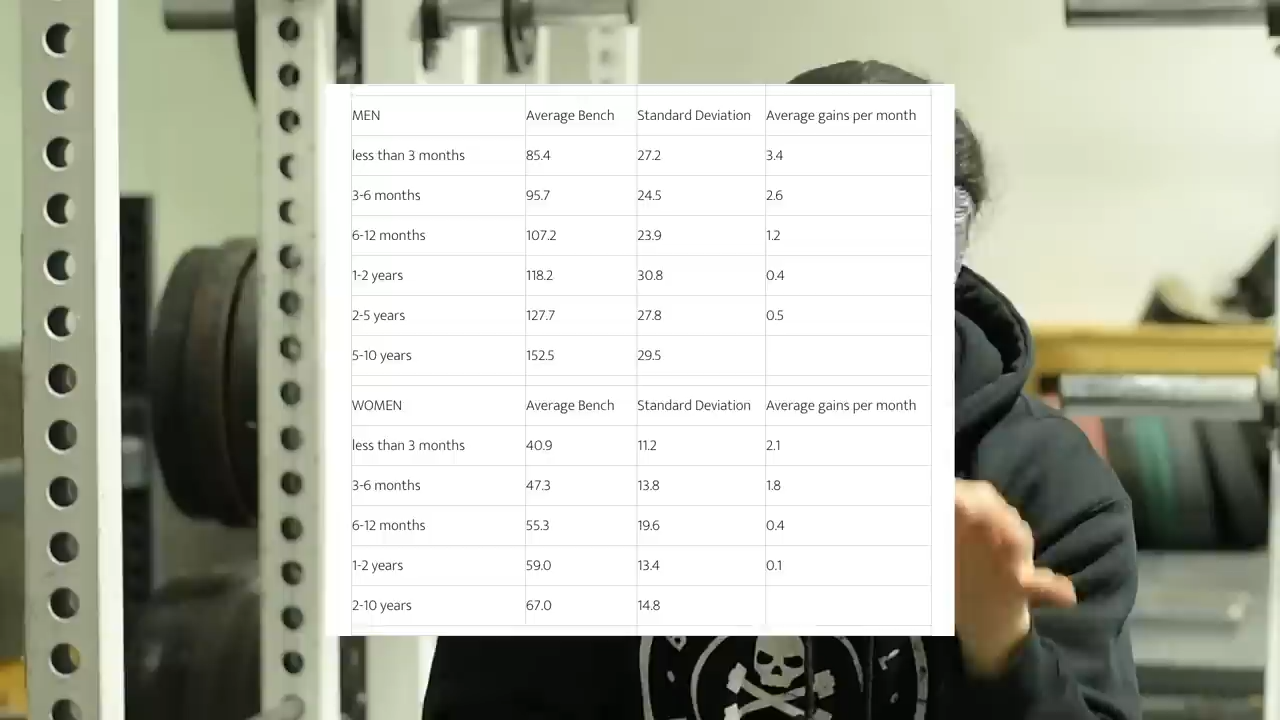 MEN Average Bench Standard Deviation Average gains per month
less than 3 months 85.4 27.2 3.4
3-6 months 95.7 24.5 2.6
6-12 months 107.2 23.9 1.2
1-2 years 118.2 30.8 0.4
2-5 years 127.7 27.8 0.5
5-10 years 152.5 29.5
WOMEN Average Bench Standard Deviation Average gains per month
less than 3 months 40.9 11.2 2.1
3-6 months 47.3 13.8 1.8
6-12 months 55.3 19.6 0.4
1-2 years 59.0 13.4 0.1
2-10 years 67.0 14.8